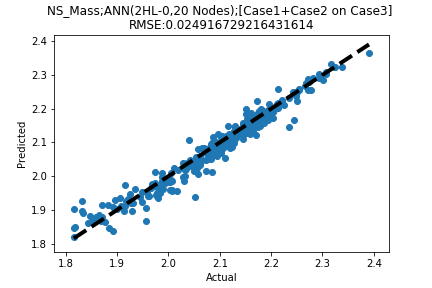 NS_Mass;ANN(2HL-0,20 Nodes);[Case1+Case2 on Case3]
RMSE:0.024916729216431614
2.4
2.3
2.2
2.1
2.0
1.9
1.8
Predicted
1.8 1.9 2.0 2.1 2.2 2.3 2.4
Actual